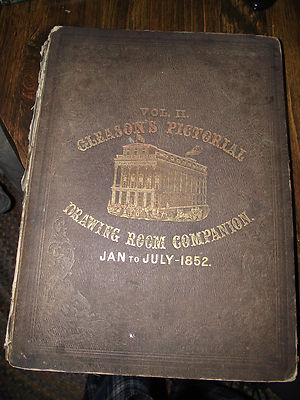 VOL. II.
GLEASON'S PICTORIAL
DRAWING ROOM COMPANION.
JAN TO JULY-1852.